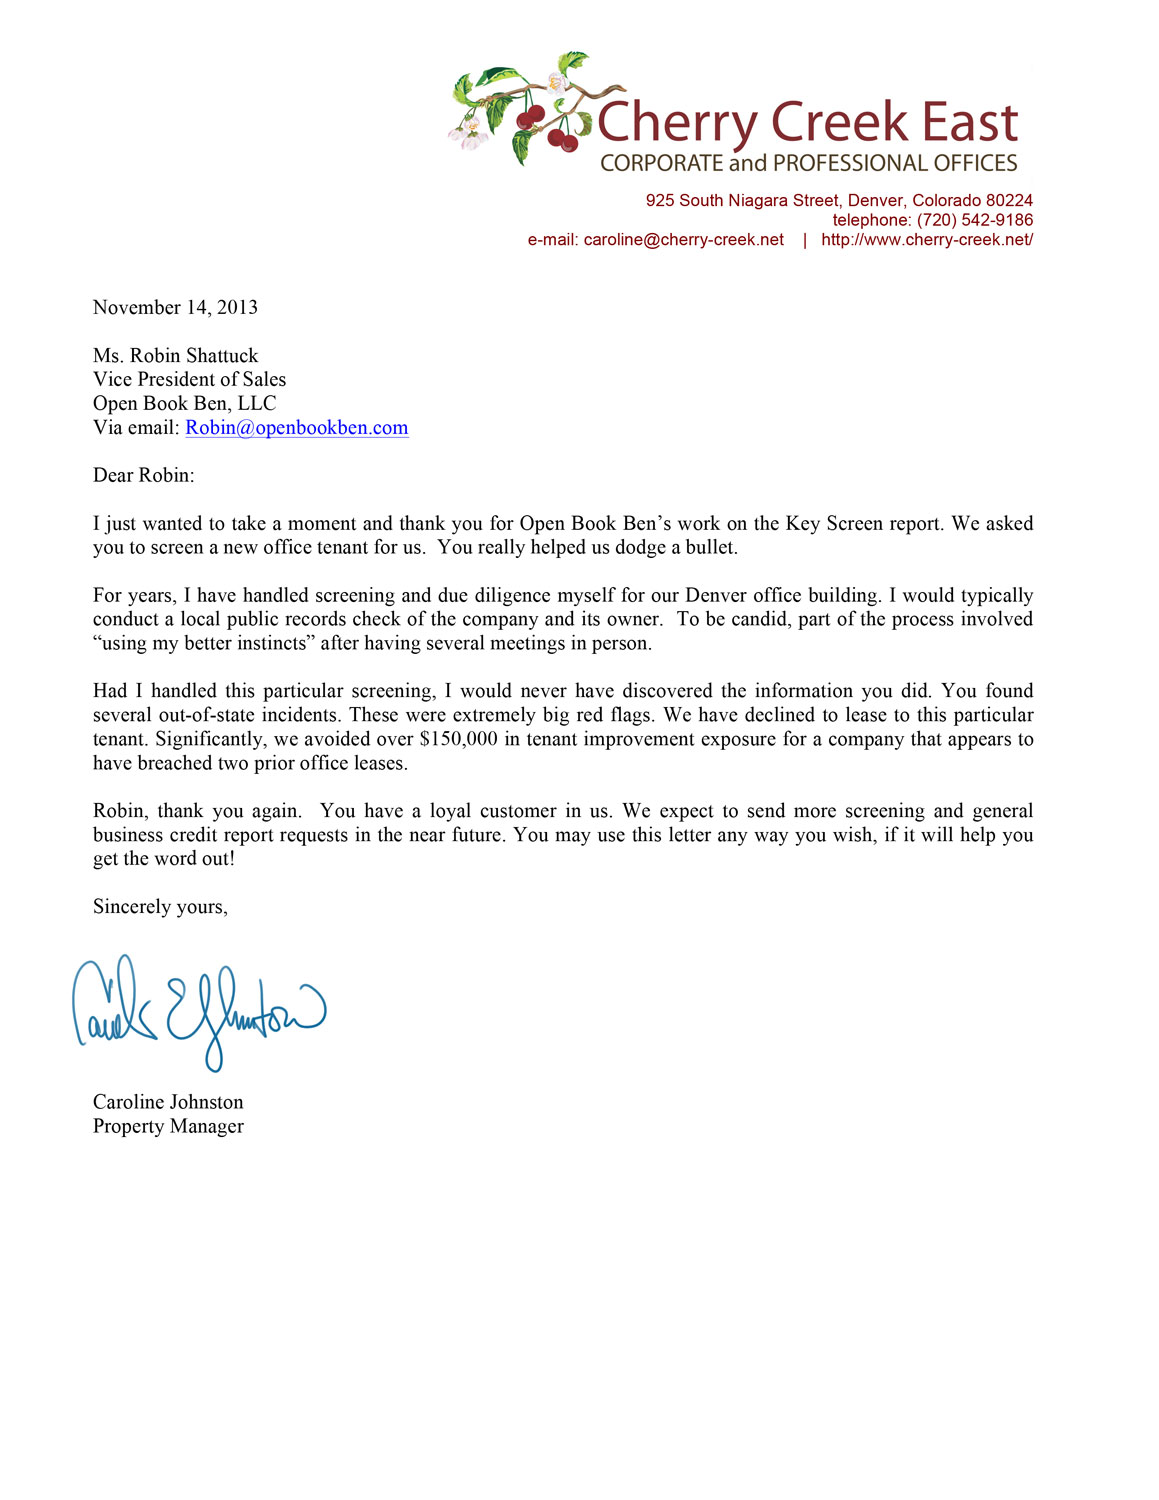 Cherry Creek East
CORPORATE and PROFESSIONAL OFFICES
925 South Niagara Street, Denver, Colorado 80224
telephone: (720) 542-9186
e-mail: caroline@cherry-creek.net | http://www.cherry-creek.net/
November 14, 2013
Ms. Robin Shattuck
Vice President of Sales
Open Book Ben, LLC
Via email: Robin@openbookben.com
Dear Robin:
I just wanted to take a moment and thank you for Open Book Ben’s work on the Key Screen report. We asked
you to screen a new office tenant for us.  You really helped us dodge a bullet.
For years, I have handled screening and due diligence myself for our Denver office building. I would typically
conduct a local public records check of the company and its owner.  To be candid, part of the process involved
“using my better instincts” after having several meetings in person.
Had I handled this particular screening, I would never have discovered the information you did. You found
several out-of-state incidents. These were extremely big red flags. We have declined to lease to this particular
tenant. Significantly, we avoided over $150,000 in tenant improvement exposure for a company that appears to
have breached two prior office leases.
Robin, thank you again.  You have a loyal customer in us. We expect to send more screening and general
business credit report requests in the near future. You may use this letter any way you wish, if it will help you
get the word out!
Sincerely yours,
Caroline Johnston
Property Manager